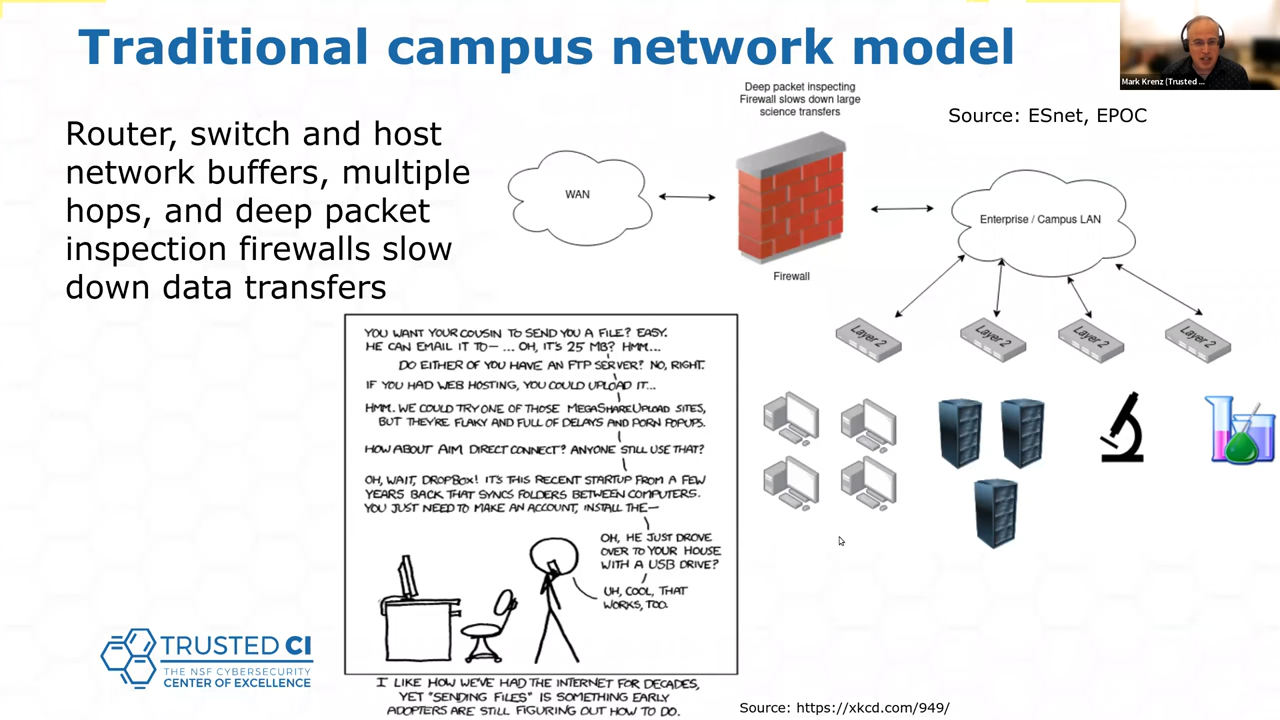 Traditional campus network model
Mark Krenz (Trusted ...
Router, switch and host
network buffers, multiple
hops, and deep packet
inspection firewalls slow
down data transfers
Deep packet inspecting
Firewall slows down large
science transfers
Source: ESnet, EPOC
WAN
Firewall
Enterprise / Campus LAN
Layer 2
Layer 2
Layer 2
Layer 2
YOU WANT YOUR COUSIN TO SEND YOU A FILE? EASY.
HE CAN EMAIL IT TO— ... OH, IT'S 25 MB? HMM...
DO EITHER OF YOU HAVE AN FTP SERVER? NO, RIGHT.
IF YOU HAD WEB HOSTING, YOU COULD UPLOAD IT...
HMM. WE COULD TRY ONE OF THOSE MEGASHAREUPLOAD SITES,
BUT THEY'RE FLAKY AND FULL OF DELAYS AND PORN POPUPS.
HOW ABOUT AIM DIRECT CONNECT? ANYONE STILL USE THAT?
OH, WAIT, DROPBOX! IT'S THIS RECENT STARTUP FROM A FEW
YEARS BACK THAT SYNCS FOLDERS BETWEEN COMPUTERS.
YOU JUST NEED TO MAKE AN ACCOUNT, INSTALL THE—
OH, HE JUST DROVE
OVER TO YOUR HOUSE
WITH A USB DRIVE?
UH, COOL, THAT
WORKS, TOO.
I LIKE HOW WE'VE HAD THE INTERNET FOR DECADES,
YET "SENDING FILES" IS SOMETHING EARLY
ADOPTERS ARE STILL FIGURING OUT HOW TO DO.
TRUSTED CI
THE NSF CYBERSECURITY
CENTER OF EXCELLENCE
Source: https://xkcd.com/949/